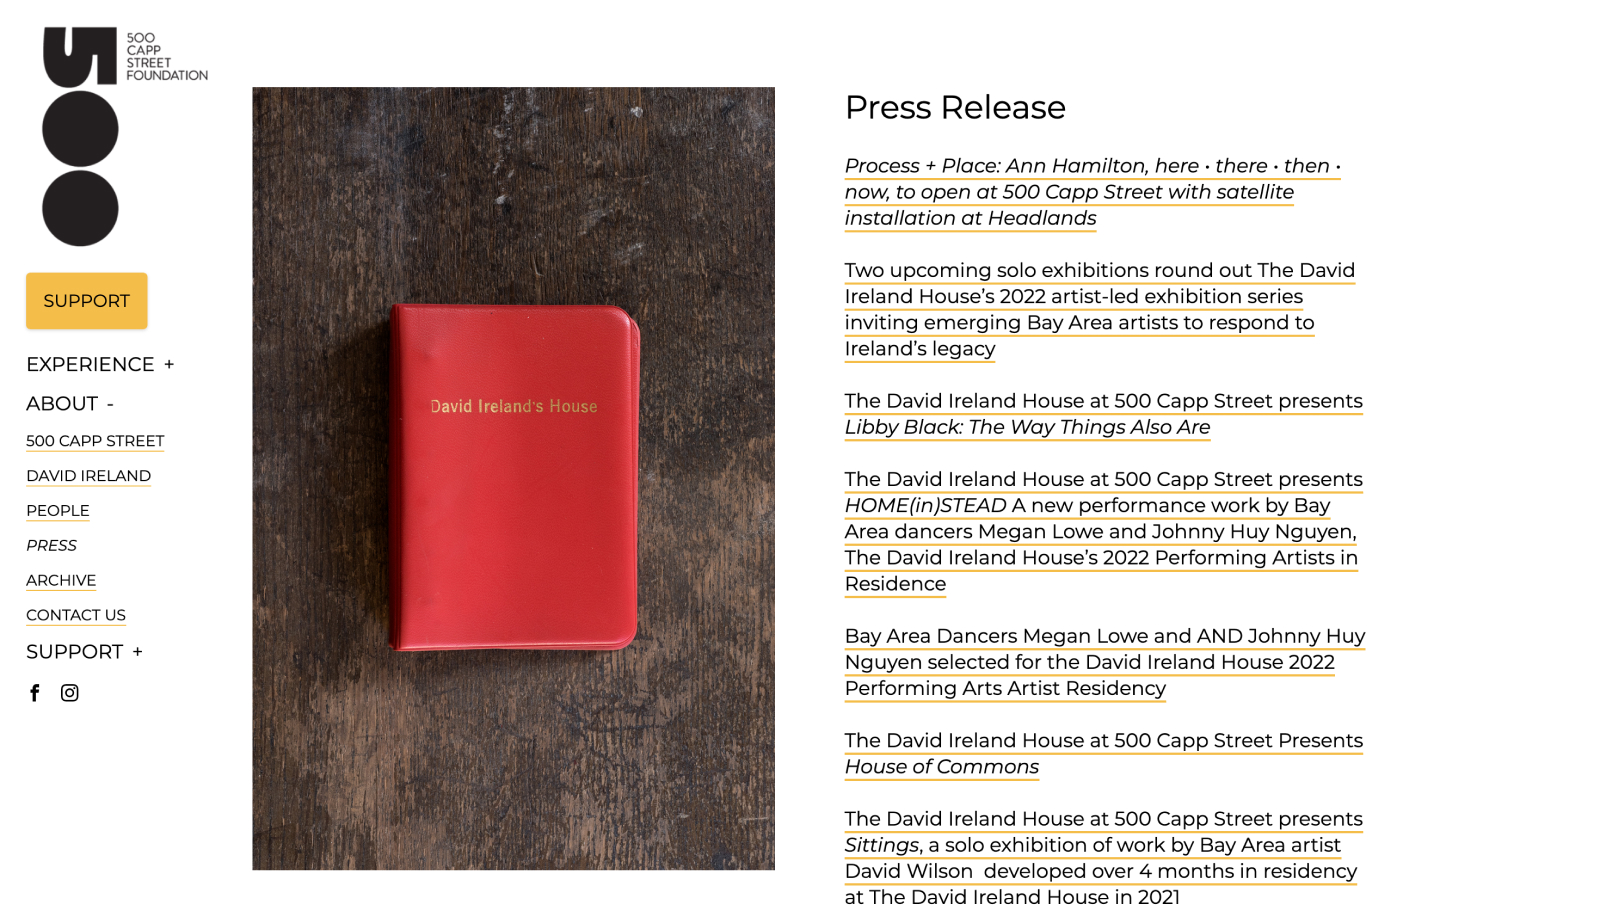 500
CAPP
STREET
FOUNDATION
SUPPORT
EXPERIENCE +
ABOUT -
500 CAPP STREET
DAVID IRELAND
PEOPLE
PRESS
ARCHIVE
CONTACT US
SUPPORT +
David Ireland's House
Press Release
Process + Place: Ann Hamilton, here • there • then •
now, to open at 500 Capp Street with satellite
installation at Headlands
Two upcoming solo exhibitions round out The David
Ireland House’s 2022 artist-led exhibition series
inviting emerging Bay Area artists to respond to
Ireland’s legacy
The David Ireland House at 500 Capp Street presents
Libby Black: The Way Things Also Are
The David Ireland House at 500 Capp Street presents
HOME(in)STEAD A new performance work by Bay
Area dancers Megan Lowe and Johnny Huy Nguyen,
The David Ireland House’s 2022 Performing Artists in
Residence
Bay Area Dancers Megan Lowe and AND Johnny Huy
Nguyen selected for the David Ireland House 2022
Performing Arts Artist Residency
The David Ireland House at 500 Capp Street Presents
House of Commons
The David Ireland House at 500 Capp Street presents
Sittings, a solo exhibition of work by Bay Area artist
David Wilson  developed over 4 months in residency
at The David Ireland House in 2021